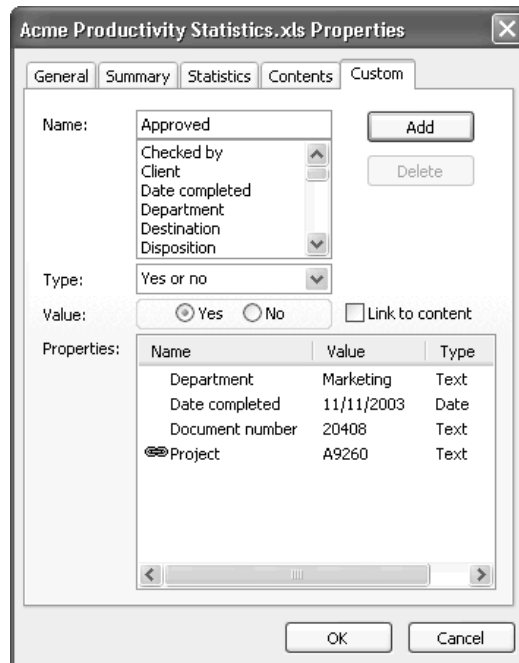 Acme Productivity Statistics.xls Properties
General Summary Statistics Contents Custom
Name: Approved Add
Checked by
Client
Date completed
Department
Destination
Disposition
Delete
Type: Yes or no
Value: Yes No Link to content
Properties: Name Value Type
Department Marketing Text
Date completed 11/11/2003 Date
Document number 20408 Text
Project A9260 Text
OK Cancel